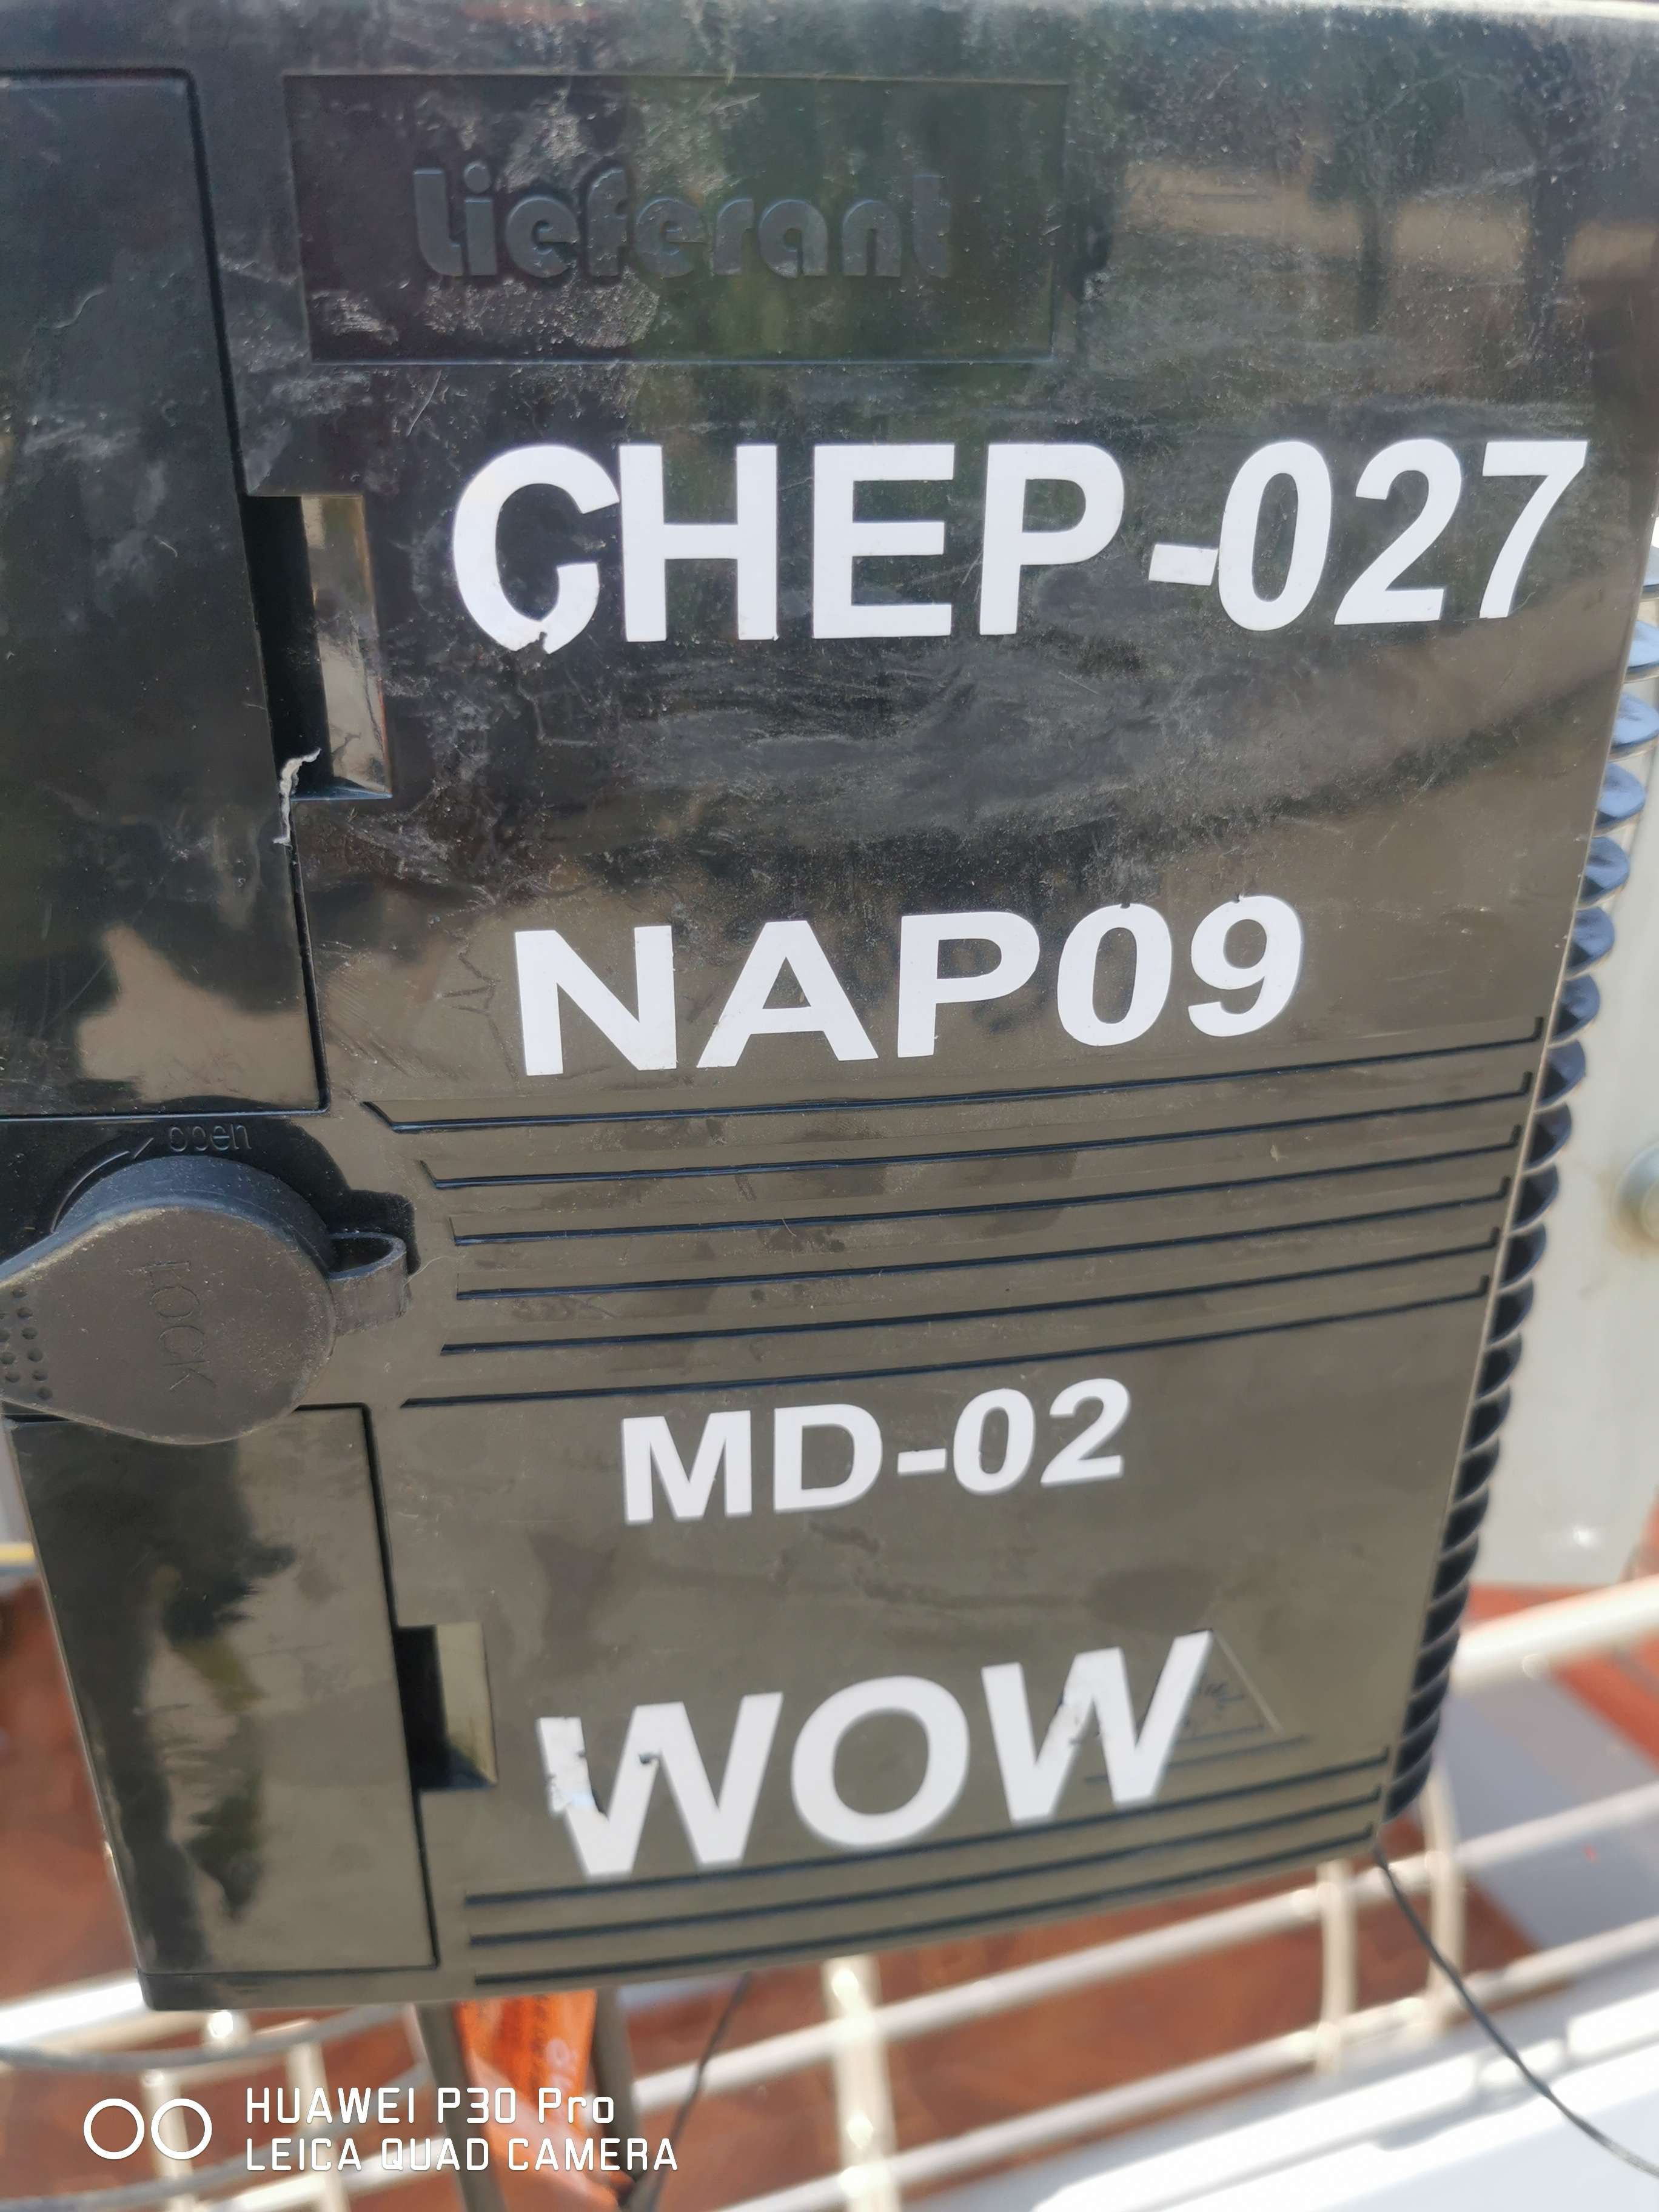 Lieferant
CHEP-027
NAP09
open
LOCK
MD-02
WOW
HUAWEI P30 Pro
LEICA QUAD CAMERA